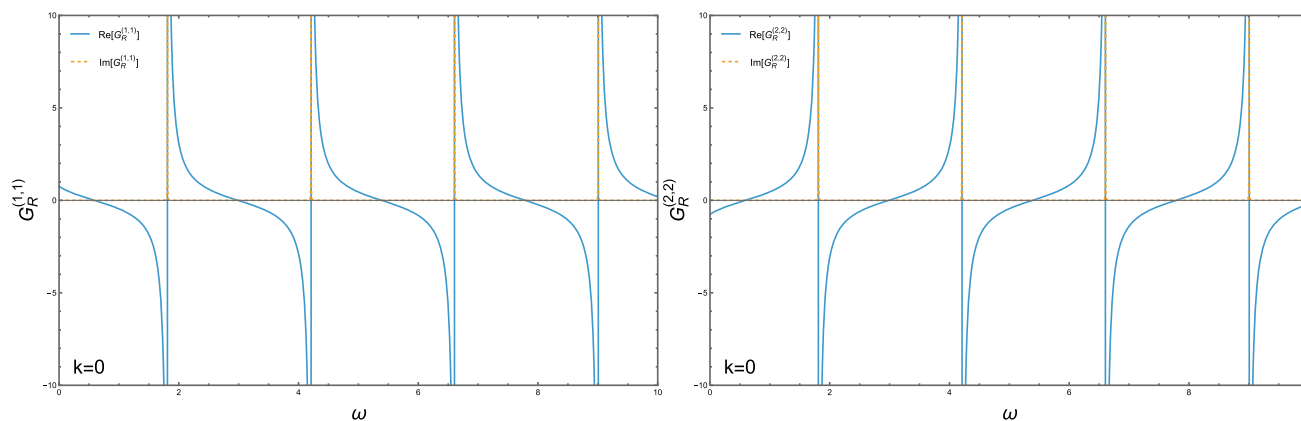 Re[G_R^(1,1)]
Im[G_R^(1,1)]
10
5
0
−5
−10
G_R^(1,1)
k=0
0 2 4 6 8 10
ω
Re[G_R^(2,2)]
Im[G_R^(2,2)]
10
5
0
−5
−10
G_R^(2,2)
k=0
0 2 4 6 8
ω